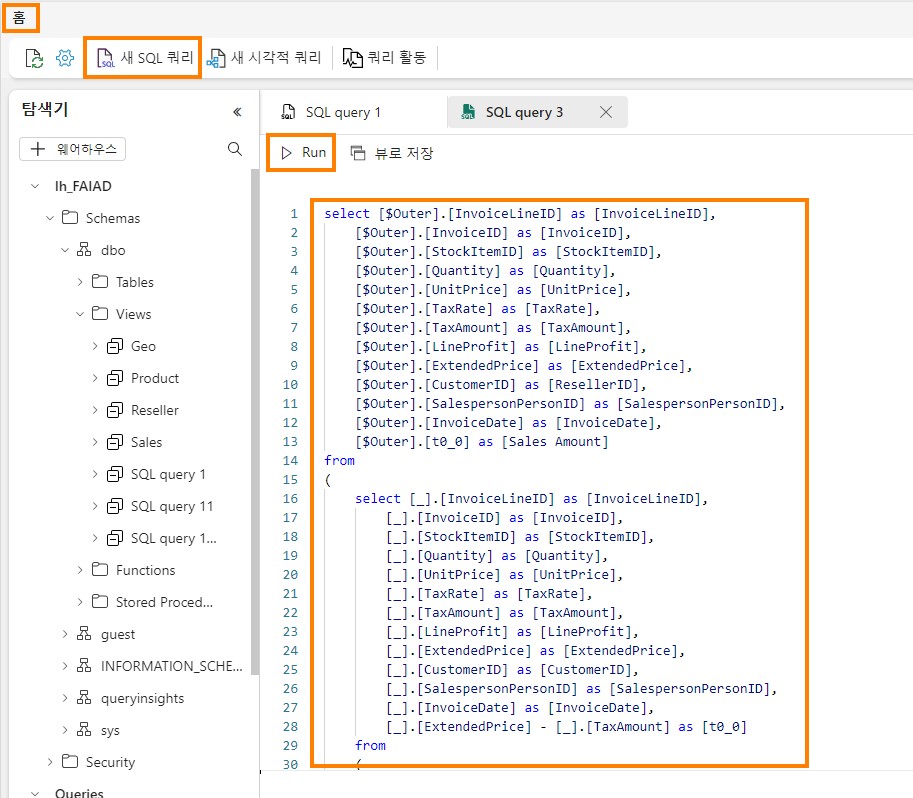 홈
새 SQL 쿼리 새 시각적 쿼리 쿼리 활동
탐색기
웨어하우스
lh_FAIAD
Schemas
dbo
Tables
Views
Geo
Product
Reseller
Sales
SQL query 1
SQL query 11
SQL query 1...
Functions
Stored Proced...
guest
INFORMATION_SCHE...
queryinsights
sys
Security
Queries
SQL query 1 SQL query 3
Run 뷰로 저장
1 select [$Outer].[InvoiceLineID] as [InvoiceLineID],
2 [$Outer].[InvoiceID] as [InvoiceID],
3 [$Outer].[StockItemID] as [StockItemID],
4 [$Outer].[Quantity] as [Quantity],
5 [$Outer].[UnitPrice] as [UnitPrice],
6 [$Outer].[TaxRate] as [TaxRate],
7 [$Outer].[TaxAmount] as [TaxAmount],
8 [$Outer].[LineProfit] as [LineProfit],
9 [$Outer].[ExtendedPrice] as [ExtendedPrice],
10 [$Outer].[CustomerID] as [ResellerID],
11 [$Outer].[SalespersonPersonID] as [SalespersonPersonID],
12 [$Outer].[InvoiceDate] as [InvoiceDate],
13 [$Outer].[t0_0] as [Sales Amount]
14 from
15 (
16 select [_].[InvoiceLineID] as [InvoiceLineID],
17 [_].[InvoiceID] as [InvoiceID],
18 [_].[StockItemID] as [StockItemID],
19 [_].[Quantity] as [Quantity],
20 [_].[UnitPrice] as [UnitPrice],
21 [_].[TaxRate] as [TaxRate],
22 [_].[TaxAmount] as [TaxAmount],
23 [_].[LineProfit] as [LineProfit],
24 [_].[ExtendedPrice] as [ExtendedPrice],
25 [_].[CustomerID] as [CustomerID],
26 [_].[SalespersonPersonID] as [SalespersonPersonID],
27 [_].[InvoiceDate] as [InvoiceDate],
28 [_].[ExtendedPrice] - [_].[TaxAmount] as [t0_0]
29 from
30 (